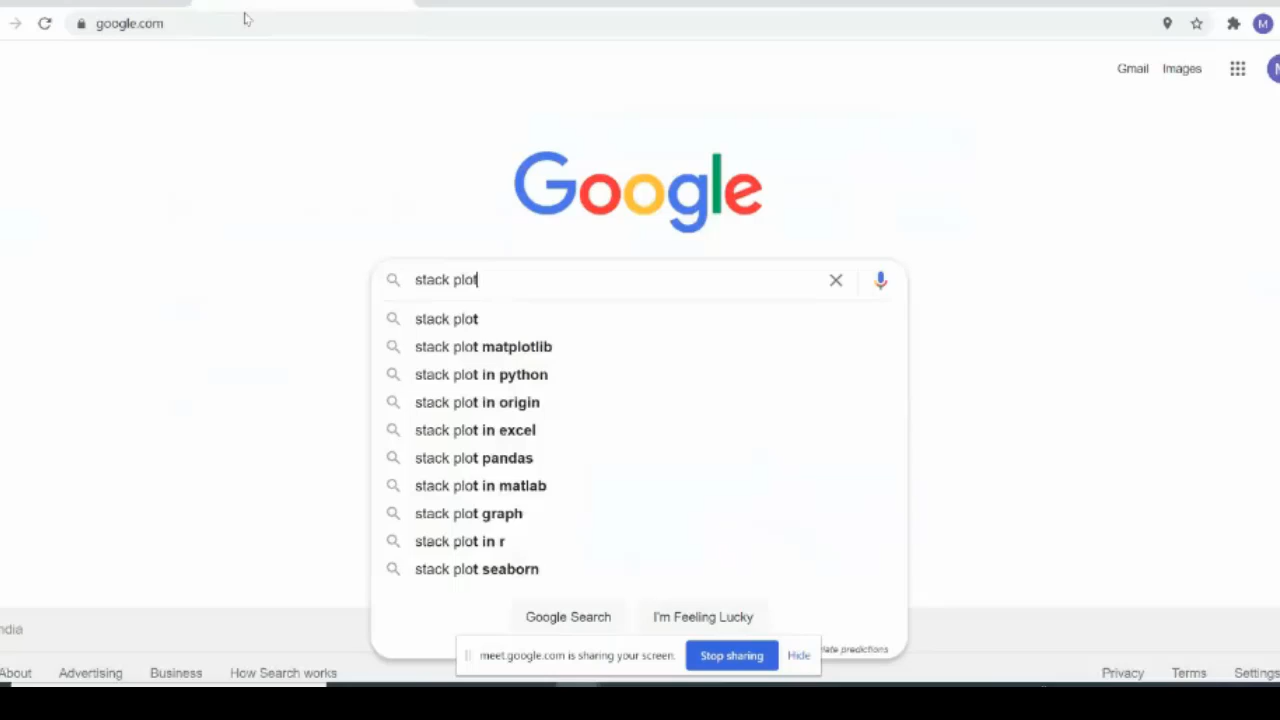 google.com
M
Gmail Images
Google
stack plot
stack plot
stack plot matplotlib
stack plot in python
stack plot in origin
stack plot in excel
stack plot pandas
stack plot in matlab
stack plot graph
stack plot in r
stack plot seaborn
Google Search I'm Feeling Lucky
ndia
meet.google.com is sharing your screen. Stop sharing Hide
predictions
About Advertising Business How Search works Privacy Terms Settings